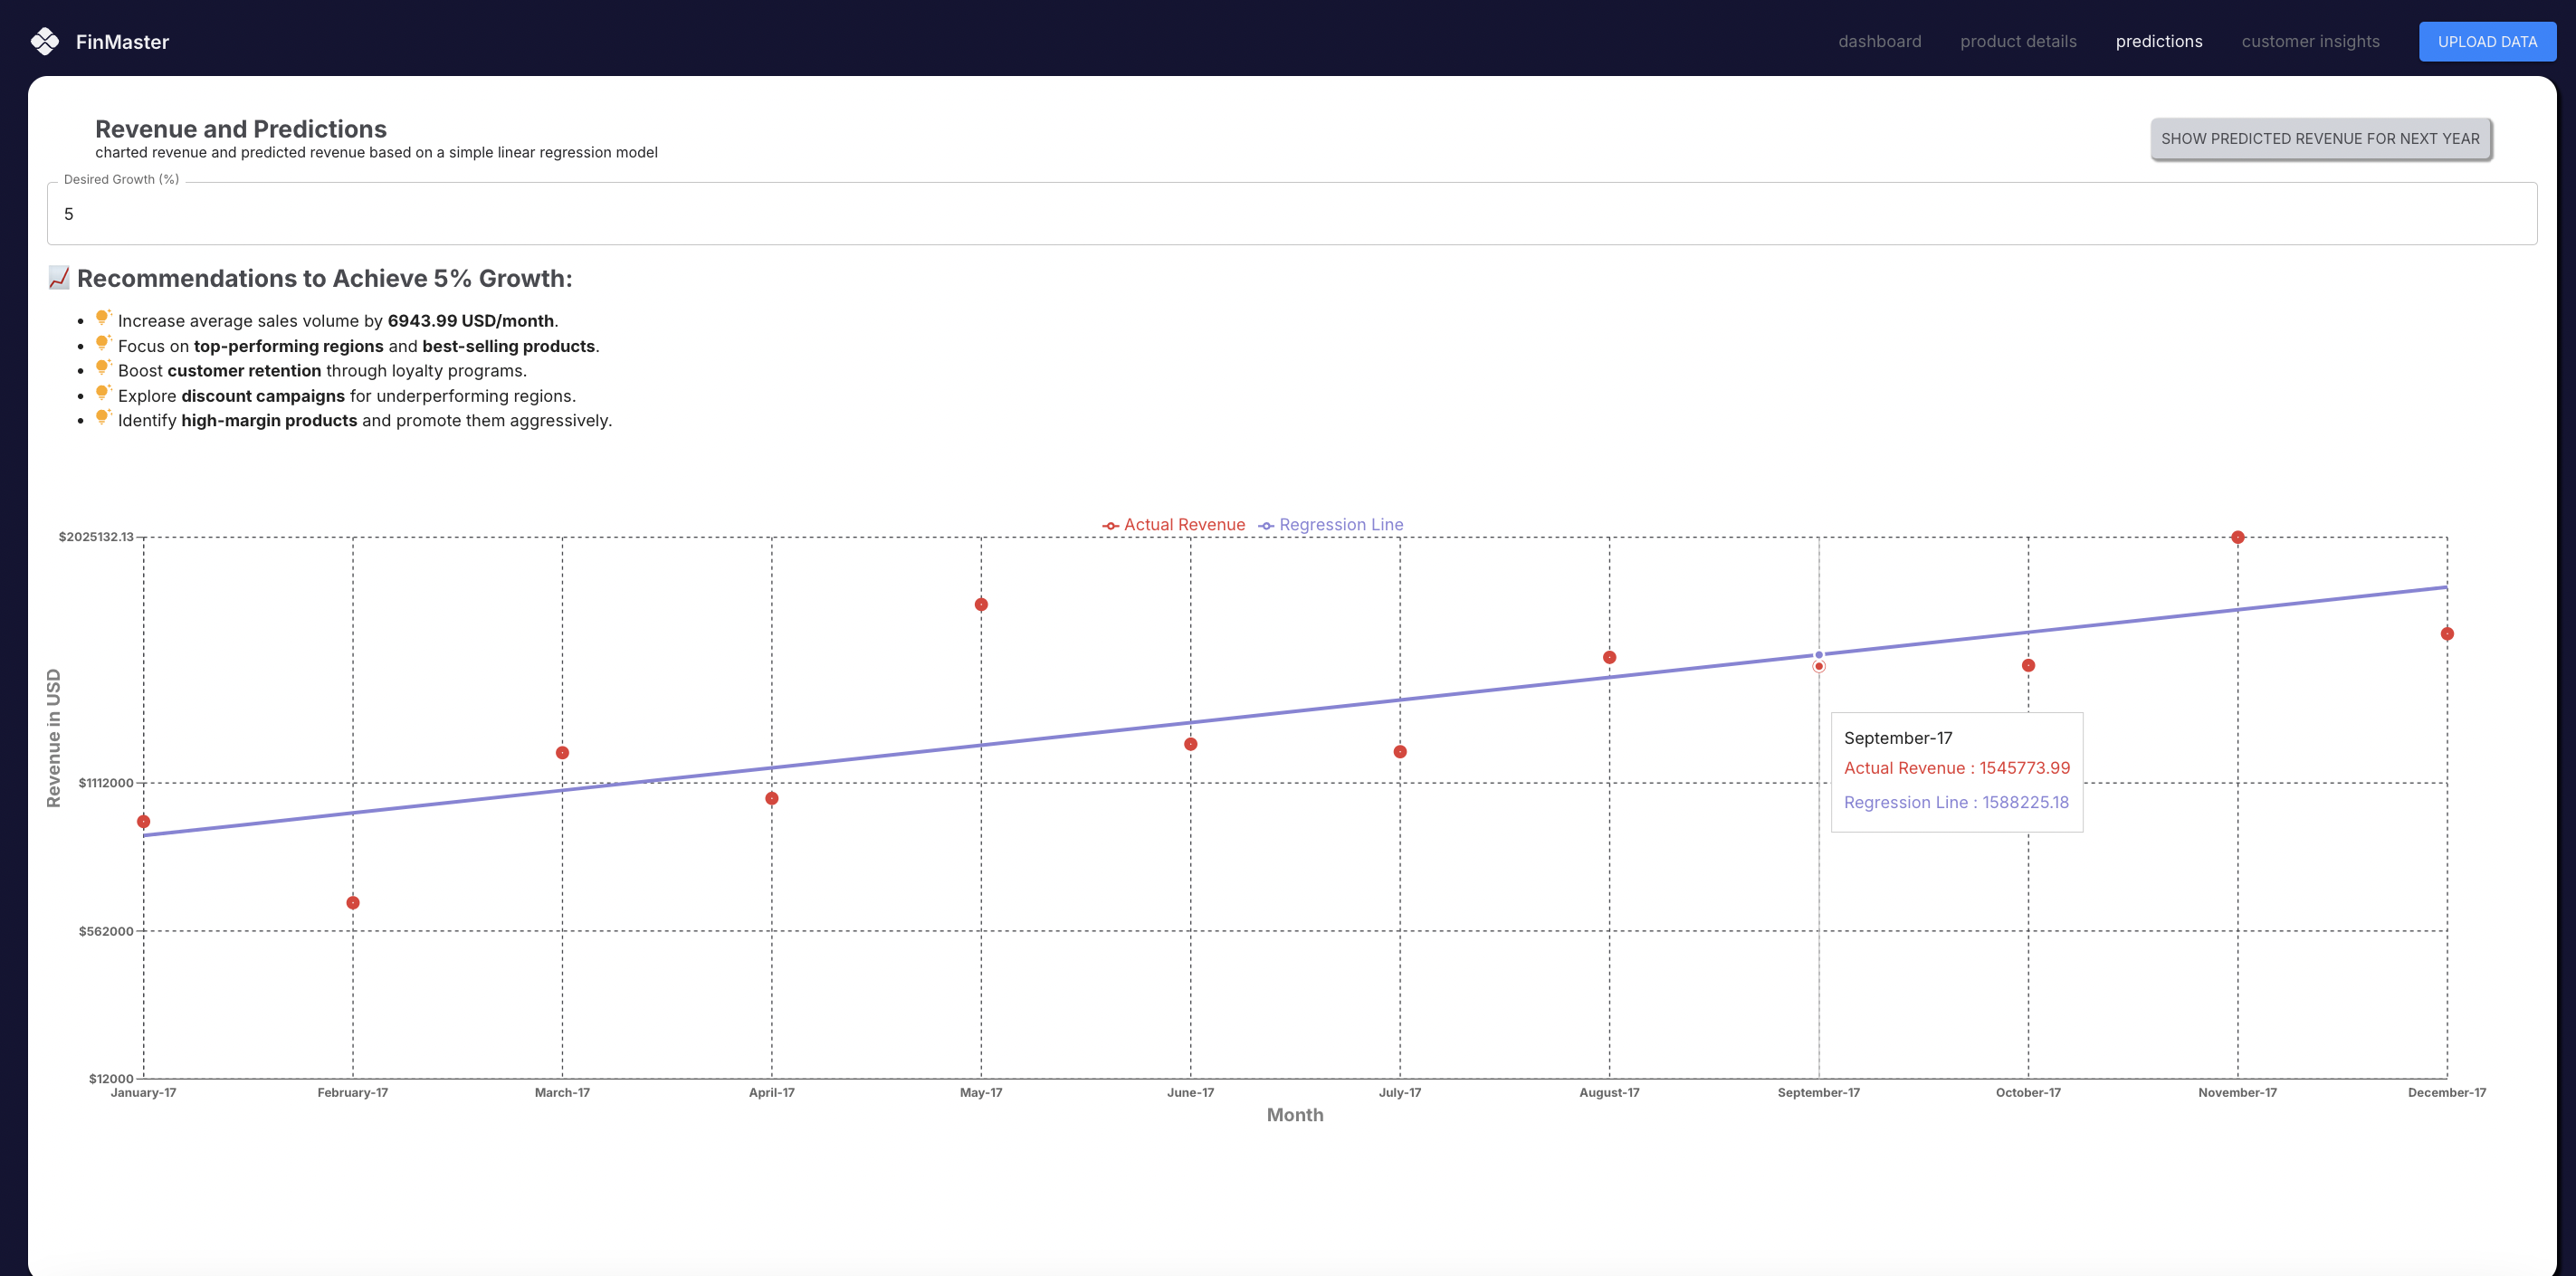 FinMaster
dashboard product details predictions customer insights UPLOAD DATA
Revenue and Predictions
charted revenue and predicted revenue based on a simple linear regression model
SHOW PREDICTED REVENUE FOR NEXT YEAR
Desired Growth (%)
5
Recommendations to Achieve 5% Growth:
Increase average sales volume by 6943.99 USD/month.
Focus on top-performing regions and best-selling products.
Boost customer retention through loyalty programs.
Explore discount campaigns for underperforming regions.
Identify high-margin products and promote them aggressively.
Actual Revenue Regression Line
$2025132.13
$1112000
$562000
$12000
Revenue in USD
September-17
Actual Revenue : 1545773.99
Regression Line : 1588225.18
January-17 February-17 March-17 April-17 May-17 June-17 July-17 August-17 September-17 October-17 November-17 December-17
Month